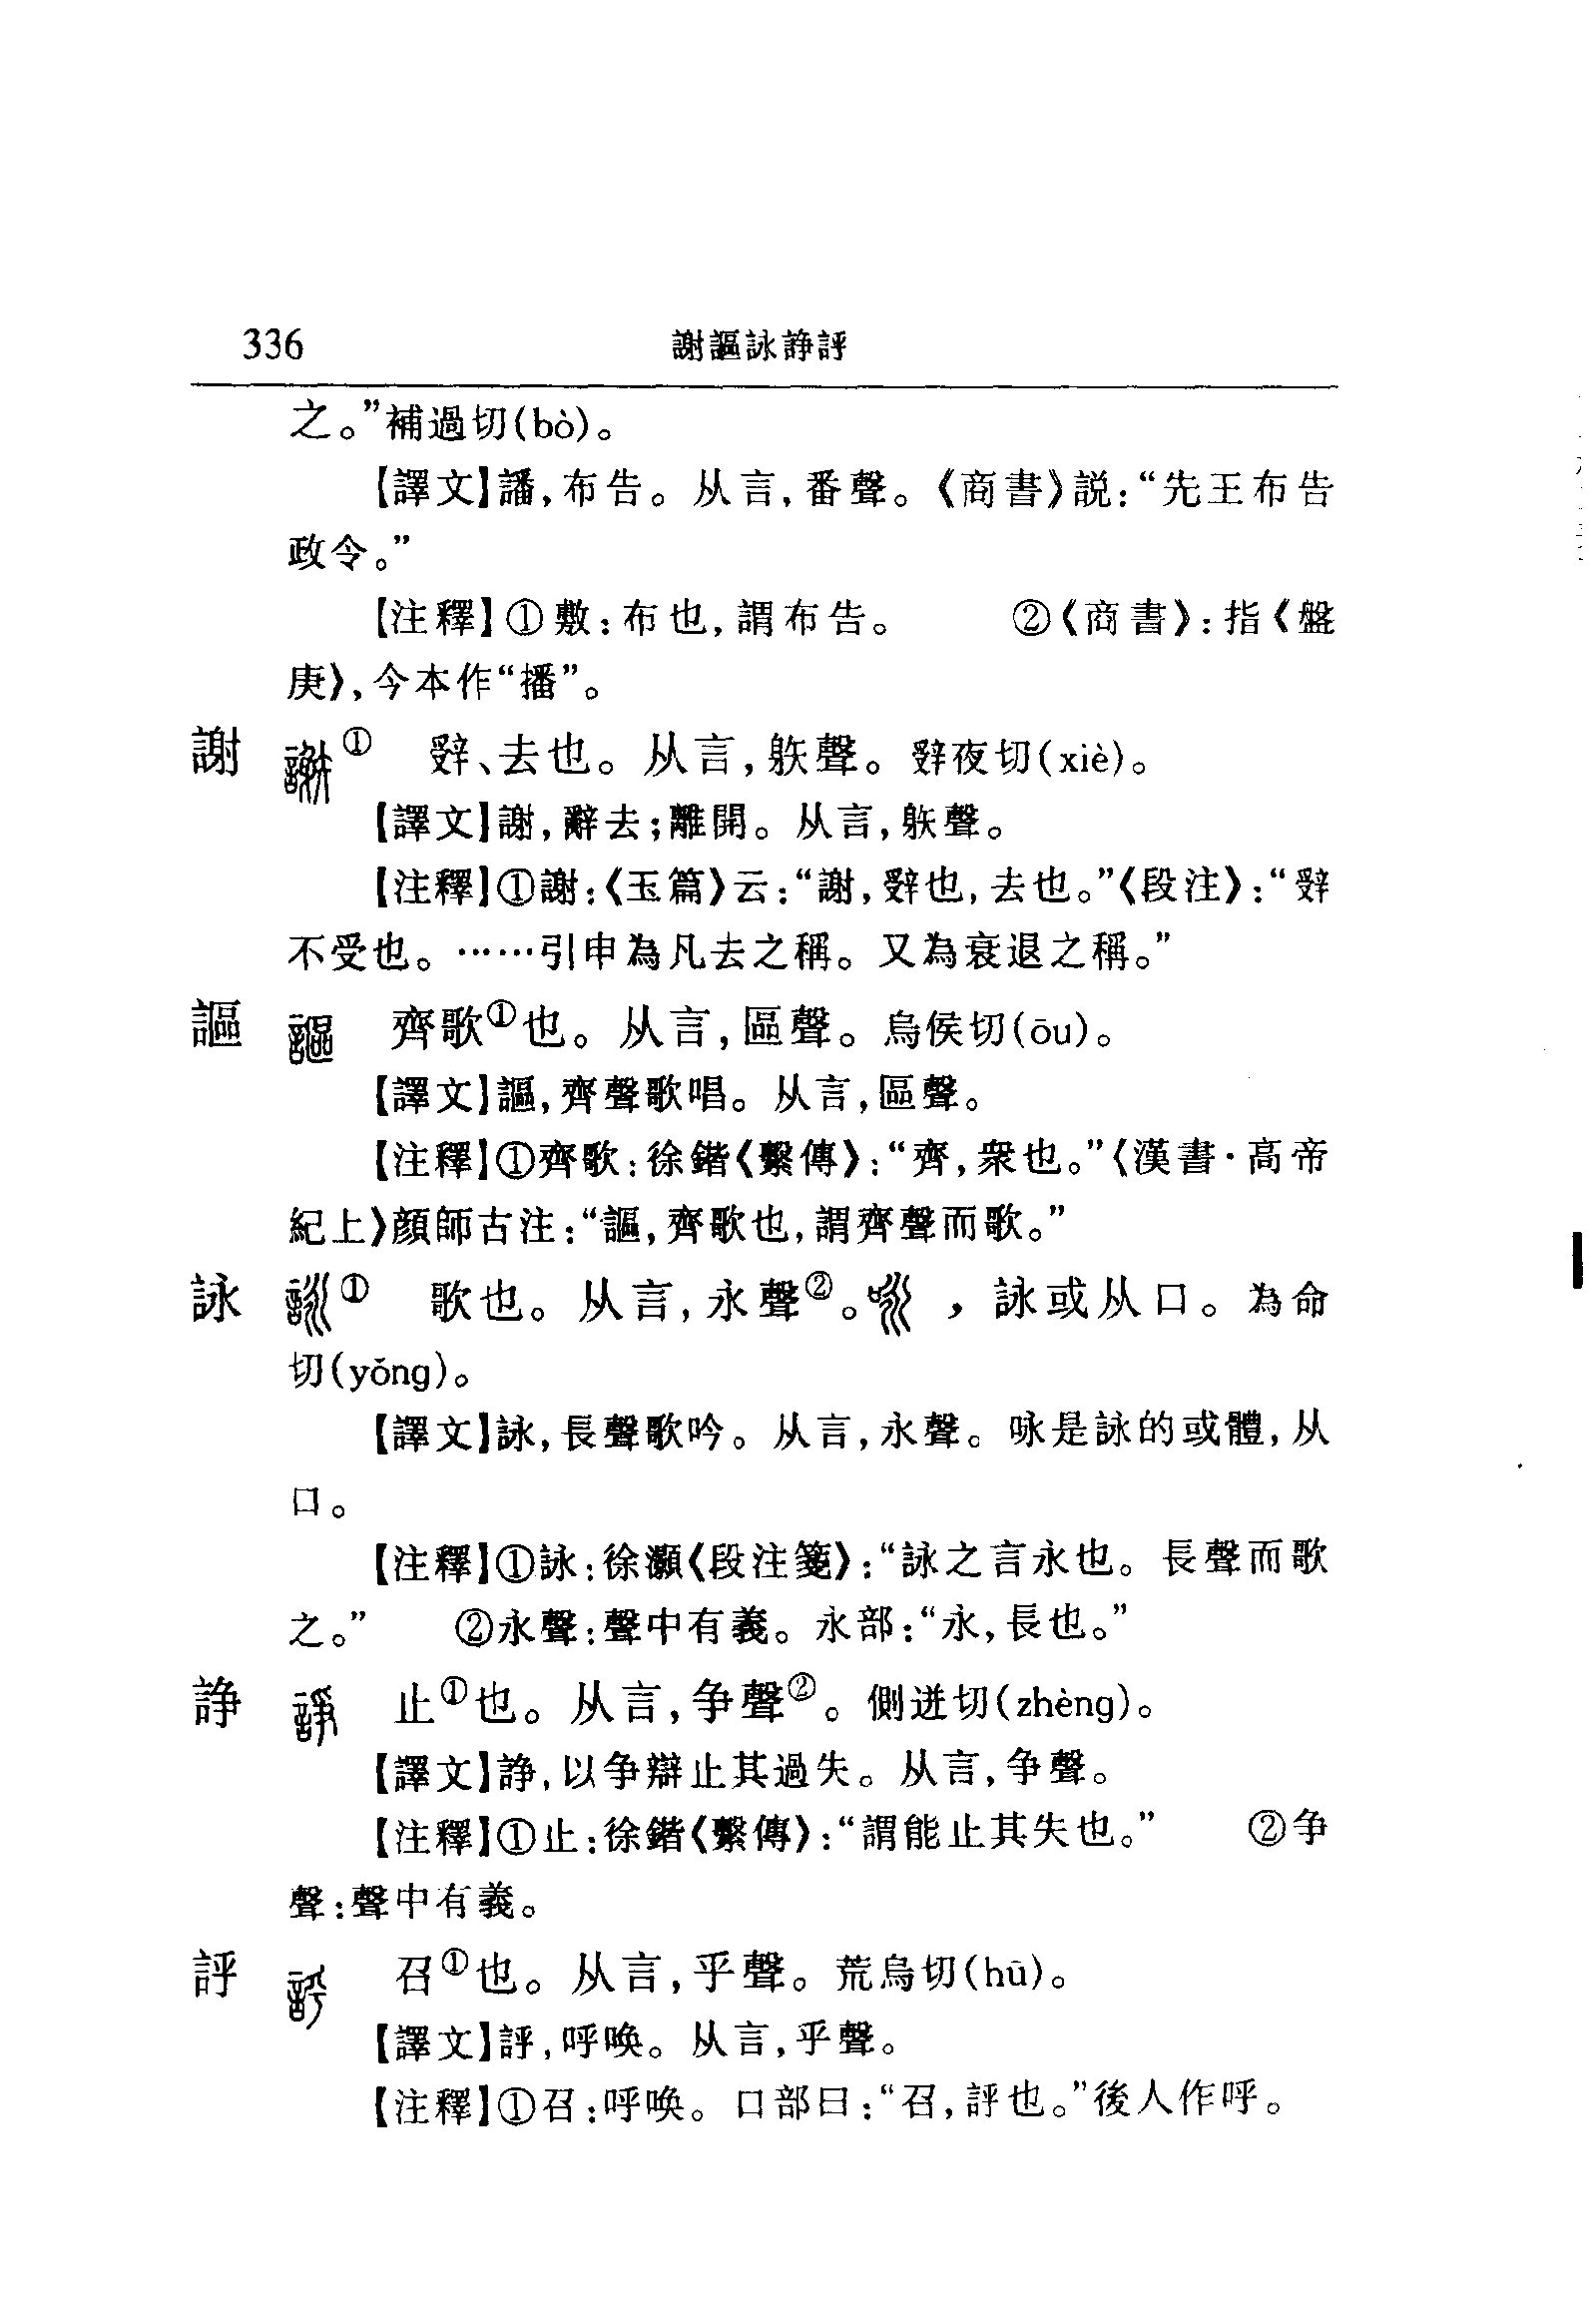 336 謝謳詠諍評
之。”補過切(bò)。
【譯文】譒,布告。从言,番聲。《商書》説:“先王布告
政令。”
【注釋】①敷:布也,謂布告。 ②《商書》:指《盤
庚》,今本作“播”。
謝 ① 辤、去也。从言,䠶聲。辤夜切(xiè)。
【譯文】謝,辭去;離開。从言,䠶聲。
【注釋】①謝:《玉篇》云:“謝,辤也,去也。”《段注》:“辤
不受也。……引申為凡去之稱。又為衰退之稱。”
謳 齊歌①也。从言,區聲。烏侯切(ōu)。
【譯文】謳,齊聲歌唱。从言,區聲。
【注釋】①齊歌:徐鍇《繫傳》:“齊,衆也。”《漢書·高帝
紀上》顔師古注:“謳,齊歌也,謂齊聲而歌。”
詠 ① 歌也。从言,永聲②。咏,詠或从口。為命
切(yǒng)。
【譯文】詠,長聲歌吟。从言,永聲。咏是詠的或體,从
口。
【注釋】①詠:徐灝《段注箋》:“詠之言永也。長聲而歌
之。” ②永聲:聲中有義。永部:“永,長也。”
諍 止①也。从言,争聲②。側迸切(zhèng)。
【譯文】諍,以争辯止其過失。从言,争聲。
【注釋】①止:徐鍇《繫傳》:“謂能止其失也。” ②争
聲:聲中有義。
評 召①也。从言,乎聲。荒烏切(hū)。
【譯文】評,呼唤。从言,乎聲。
【注釋】①召:呼唤。口部曰:“召,評也。”後人作呼。